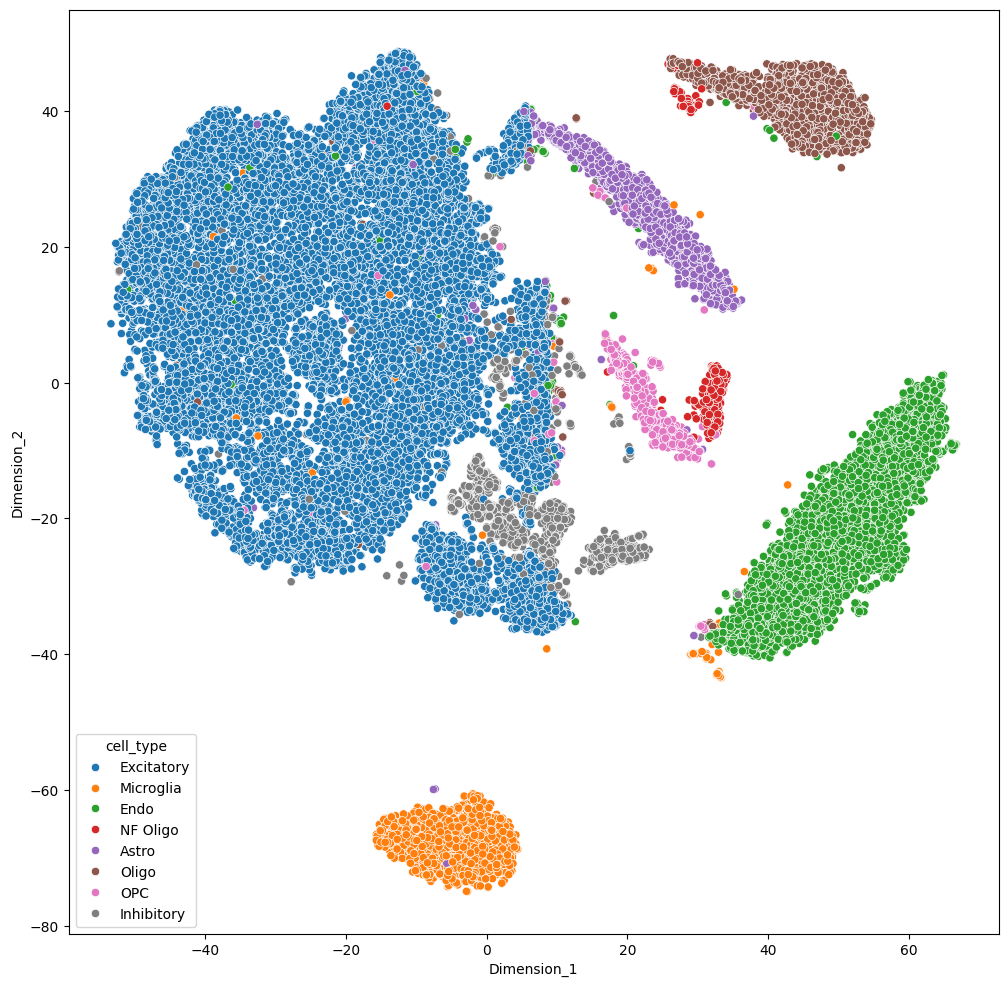 40
20
0
−20
−40
−60
−80
Dimension_2
cell_type
Excitatory
Microglia
Endo
NF Oligo
Astro
Oligo
OPC
Inhibitory
−40
−20
0
20
40
60
Dimension_1